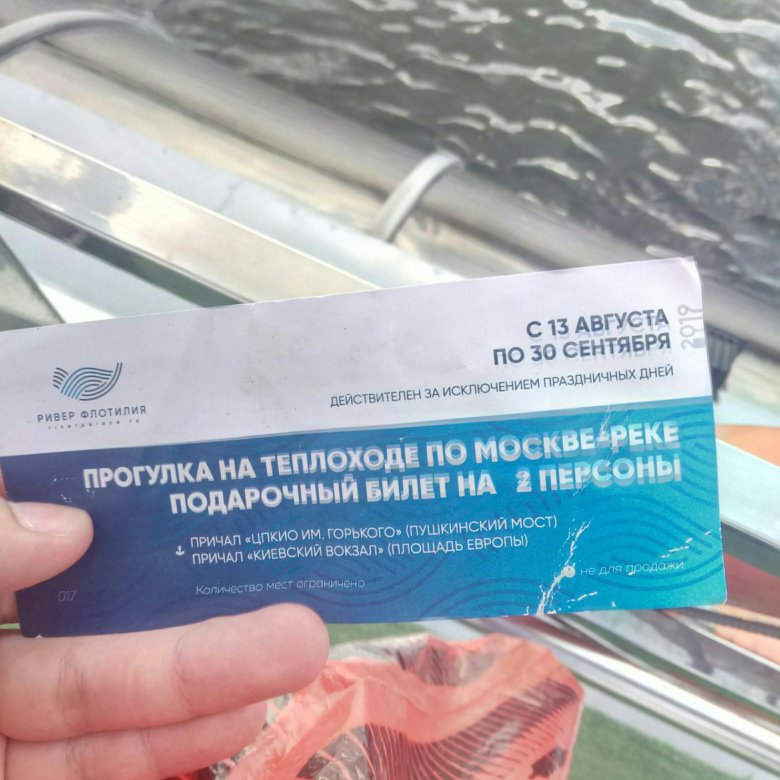 С 13 АВГУСТА
ПО 30 СЕНТЯБРЯ
2019
ДЕЙСТВИТЕЛЕН ЗА ИСКЛЮЧЕНИЕМ ПРАЗДНИЧНЫХ ДНЕЙ
РИВЕР ФЛОТИЛИЯ
riverpalace.ru
ПРОГУЛКА НА ТЕПЛОХОДЕ ПО МОСКВЕ-РЕКЕ
ПОДАРОЧНЫЙ БИЛЕТ НА 2 ПЕРСОНЫ
ПРИЧАЛ «ЦПКИО ИМ. ГОРЬКОГО» (ПУШКИНСКИЙ МОСТ)
ПРИЧАЛ «КИЕВСКИЙ ВОКЗАЛ» (ПЛОЩАДЬ ЕВРОПЫ)
не для продажи
Количество мест ограничено
017